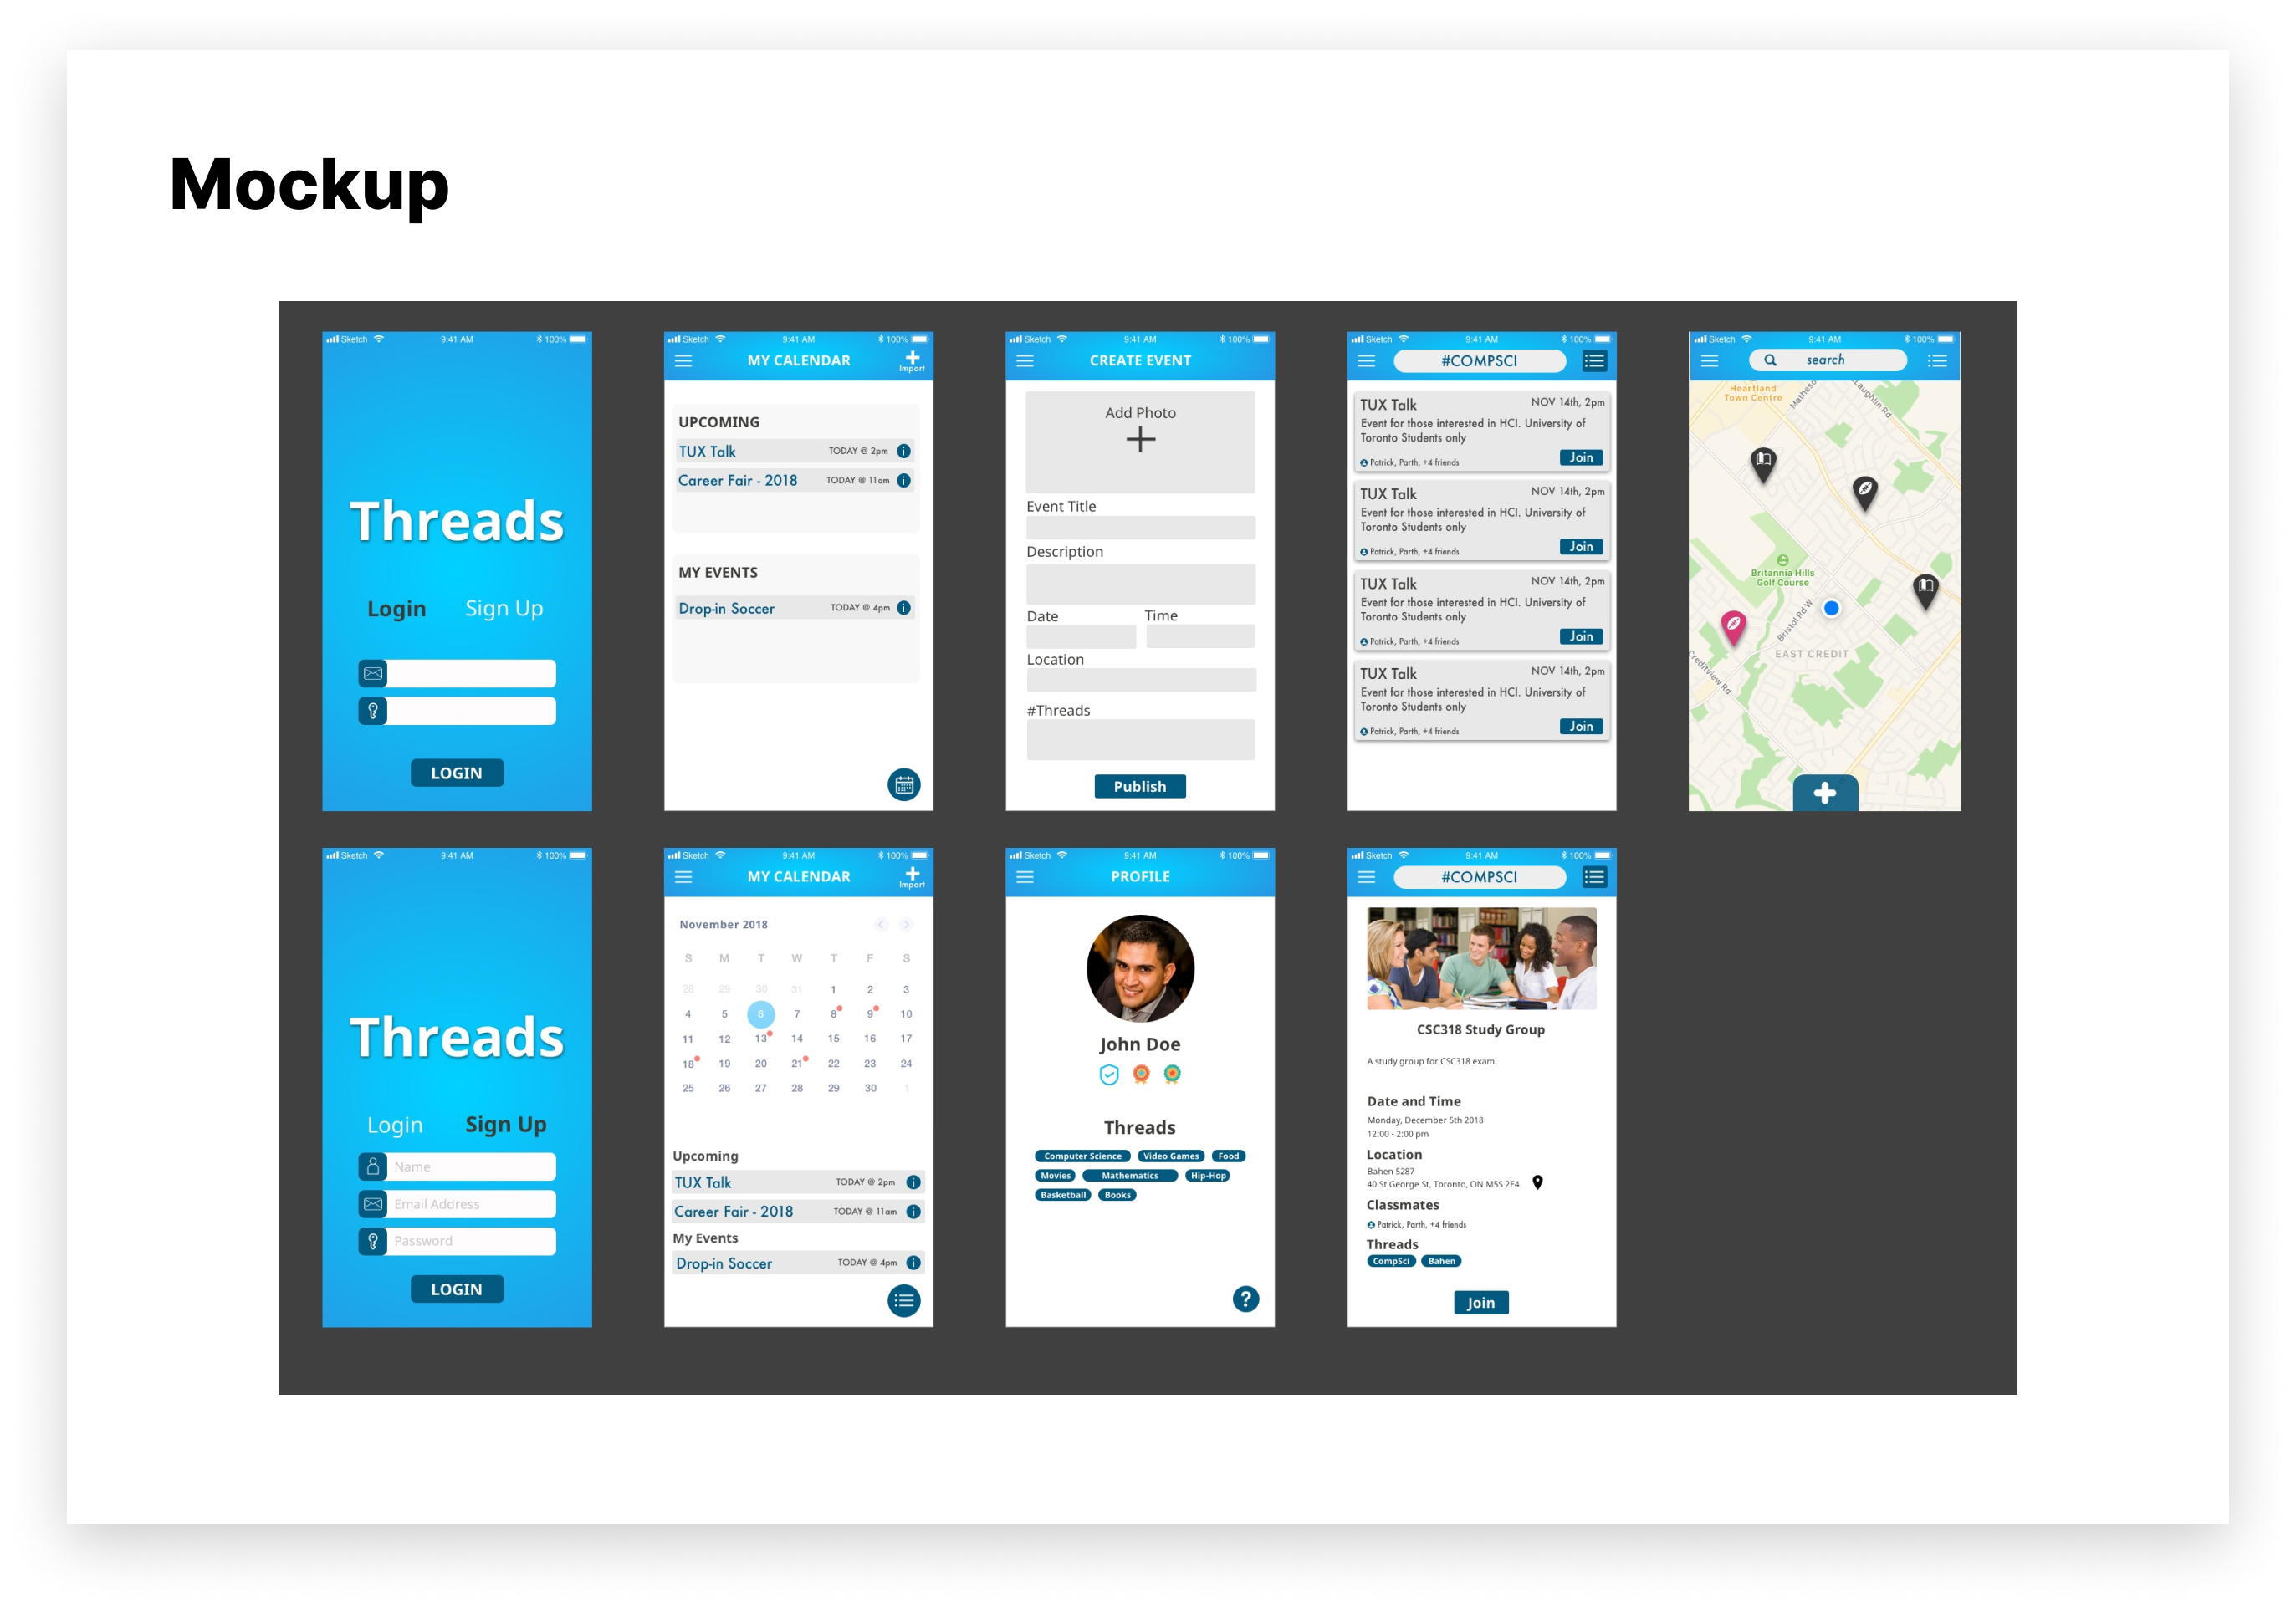 Mockup
Sketch 9:41 AM 100%
Threads
Login Sign Up
LOGIN
Sketch 9:41 AM 100%
MY CALENDAR
Import
UPCOMING
TUX Talk TODAY @ 2pm
Career Fair - 2018 TODAY @ 11am
MY EVENTS
Drop-in Soccer TODAY @ 4pm
Sketch 9:41 AM 100%
CREATE EVENT
Add Photo
Event Title
Description
Date Time
Location
#Threads
Publish
Sketch 9:41 AM 100%
#COMPSCI
TUX Talk NOV 14th, 2pm
Event for those interested in HCI. University of
Toronto Students only
Patrick, Parth, +4 friends Join
TUX Talk NOV 14th, 2pm
Event for those interested in HCI. University of
Toronto Students only
Patrick, Parth, +4 friends Join
TUX Talk NOV 14th, 2pm
Event for those interested in HCI. University of
Toronto Students only
Patrick, Parth, +4 friends Join
TUX Talk NOV 14th, 2pm
Event for those interested in HCI. University of
Toronto Students only
Patrick, Parth, +4 friends Join
Sketch 9:41 AM 100%
search
Heartland
Town Centre
Matheso
Laughlin Rd
Britannia Hills
Golf Course
Bristol Rd W
EAST CREDIT
Creditview Rd
Sketch 9:41 AM 100%
Threads
Login Sign Up
Name
Email Address
Password
LOGIN
Sketch 9:41 AM 100%
MY CALENDAR
Import
November 2018
S M T W T F S
28 29 30 31 1 2 3
4 5 6 7 8 9 10
11 12 13 14 15 16 17
18 19 20 21 22 23 24
25 26 27 28 29 30 1
Upcoming
TUX Talk TODAY @ 2pm
Career Fair - 2018 TODAY @ 11am
My Events
Drop-in Soccer TODAY @ 4pm
Sketch 9:41 AM 100%
PROFILE
John Doe
Threads
Computer Science Video Games Food
Movies Mathematics Hip-Hop
Basketball Books
?
Sketch 9:41 AM 100%
#COMPSCI
CSC318 Study Group
A study group for CSC318 exam.
Date and Time
Monday, December 5th 2018
12:00 - 2:00 pm
Location
Bahen 5287
40 St George St, Toronto, ON M5S 2E4
Classmates
Patrick, Parth, +4 friends
Threads
CompSci Bahen
Join